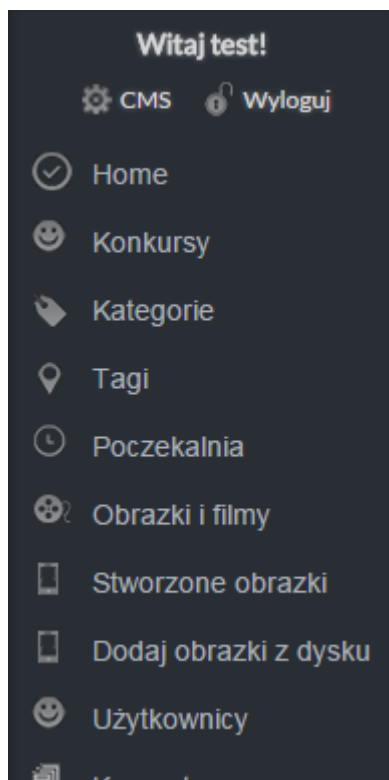 Witaj test!
CMS Wyloguj
Home
Konkursy
Kategorie
Tagi
Poczekalnia
Obrazki i filmy
Stworzone obrazki
Dodaj obrazki z dysku
Użytkownicy